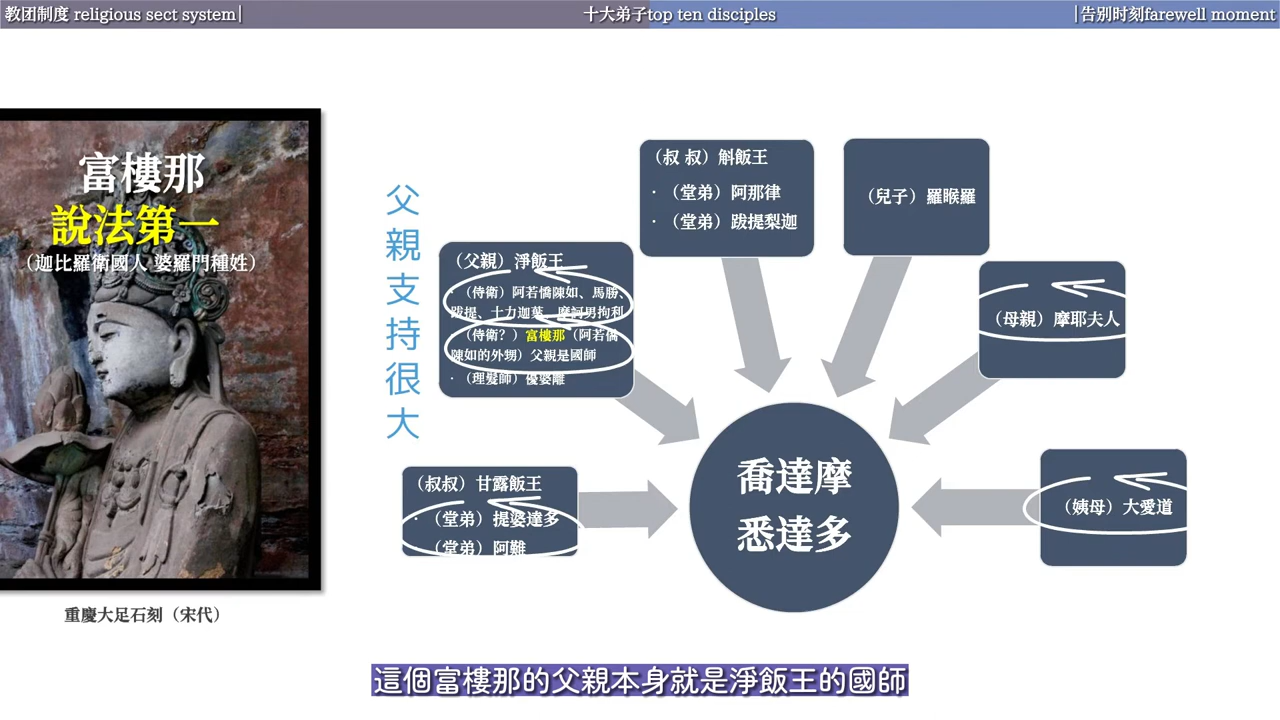 教团制度 religious sect system|
十大弟子top ten disciples
|告别时刻farewell moment
富樓那
說法第一
（迦比羅衛國人 婆羅門種姓）
重慶大足石刻（宋代）
父親支持很大
（父親）淨飯王
·（侍衛）阿若憍陳如、馬勝、
跋提、十力迦葉、摩訶男拘利
·（侍衛？）富樓那（阿若僑
陳如的外甥）父親是國師
·（理髮師）優婆離
（叔 叔）斛飯王
·（堂弟）阿那律
·（堂弟）跋提梨迦
（兒子）羅睺羅
（母親）摩耶夫人
（叔叔）甘露飯王
·（堂弟）提婆達多
（堂弟）阿難
（姨母）大愛道
喬達摩
悉達多
這個富樓那的父親本身就是淨飯王的國師